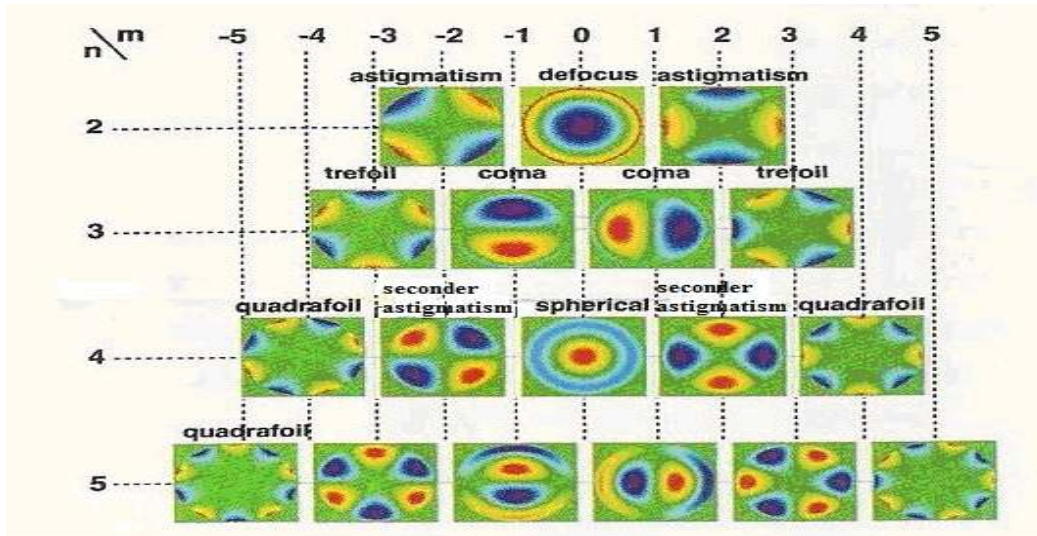 n m -5 -4 -3 -2 -1 0 1 2 3 4 5
astigmatism defocus astigmatism
2
trefoil coma coma trefoil
3
seconder seconder
quadrafoil astigmatism spherical astigmatism quadrafoil
4
quadrafoil
5